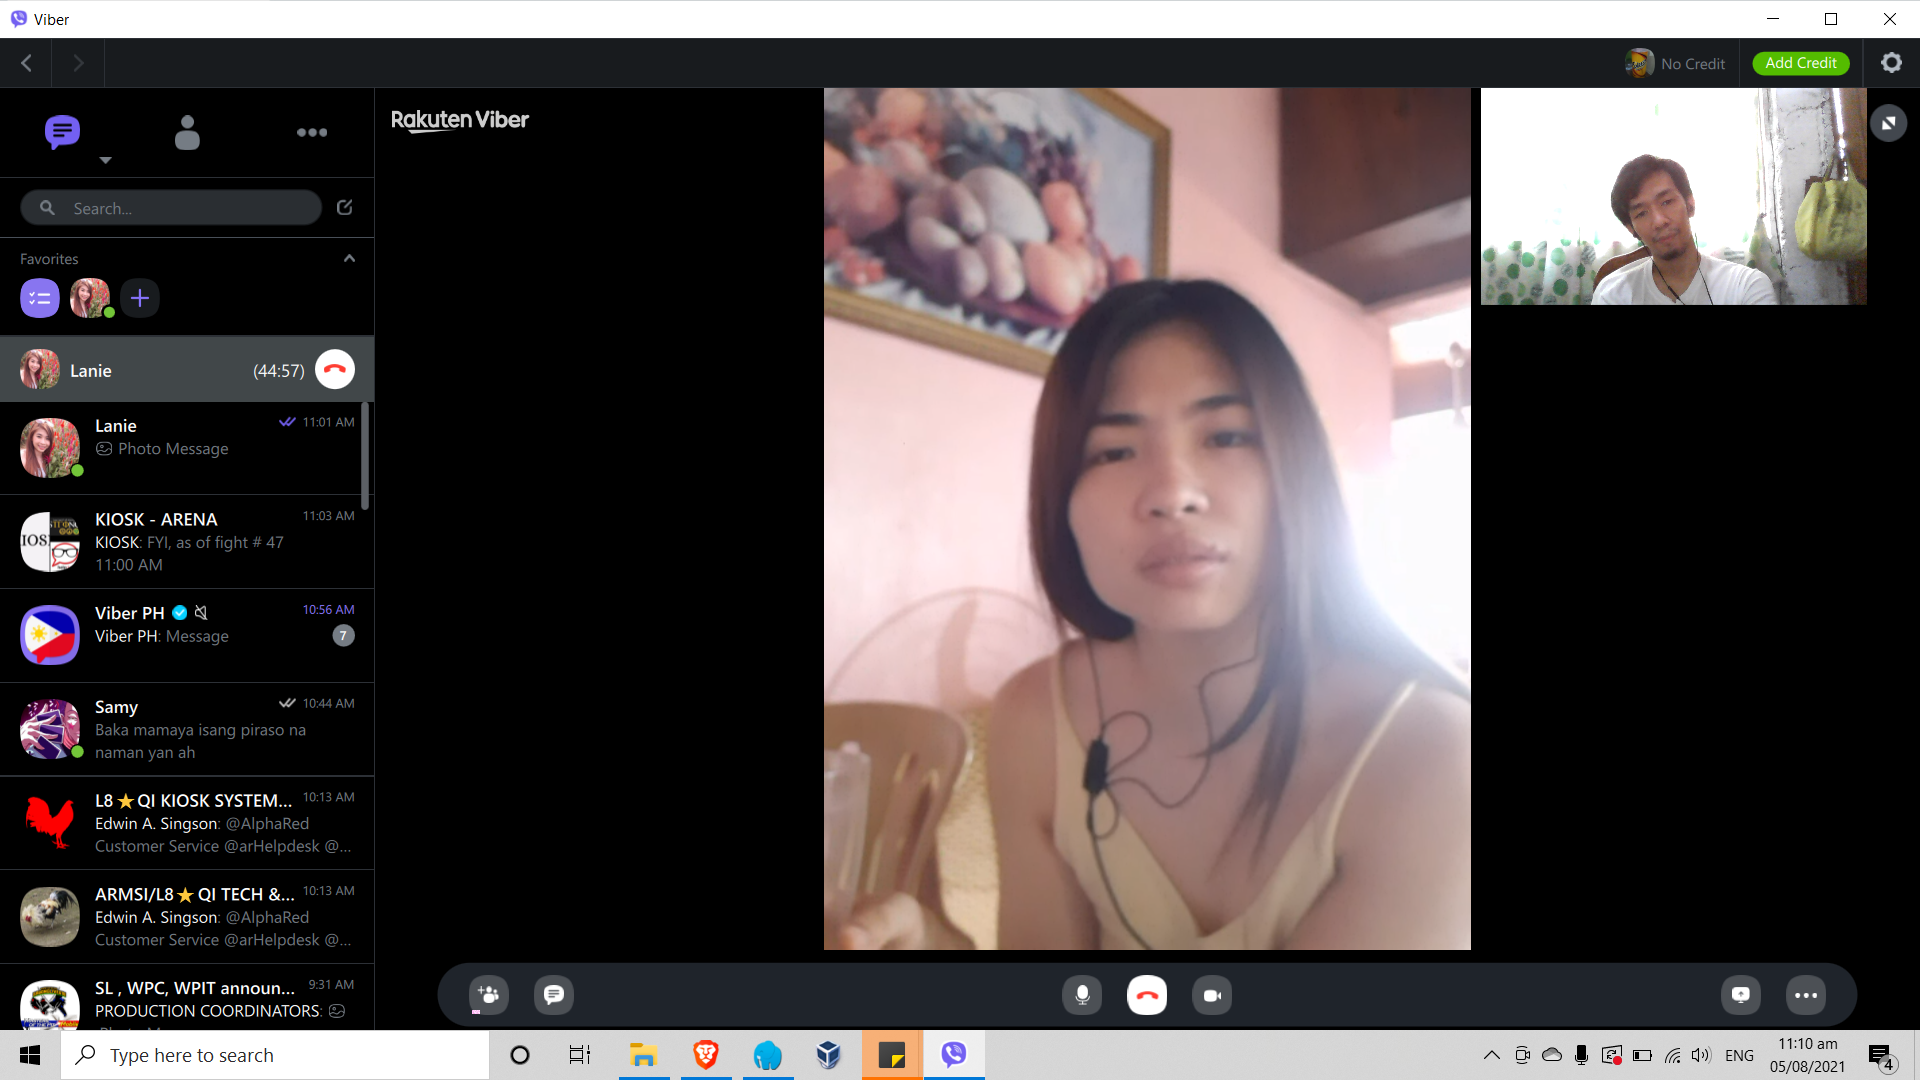 Viber
No Credit
Add Credit
Rakuten Viber
Search...
Favorites
Lanie
(44:57)
Lanie
11:01 AM
Photo Message
KIOSK - ARENA
11:03 AM
KIOSK: FYI, as of fight # 47
11:00 AM
IOS
Viber PH
10:56 AM
Viber PH: Message
7
Samy
10:44 AM
Baka mamaya isang piraso na
naman yan ah
L8⭐QI KIOSK SYSTEM...
10:13 AM
Edwin A. Singson: @AlphaRed
Customer Service @arHelpdesk @...
ARMSI/L8⭐QI TECH &...
10:13 AM
Edwin A. Singson: @AlphaRed
Customer Service @arHelpdesk @...
SL , WPC, WPIT announ...
9:31 AM
PRODUCTION COORDINATORS:
Type here to search
ENG
11:10 am
05/08/2021
4